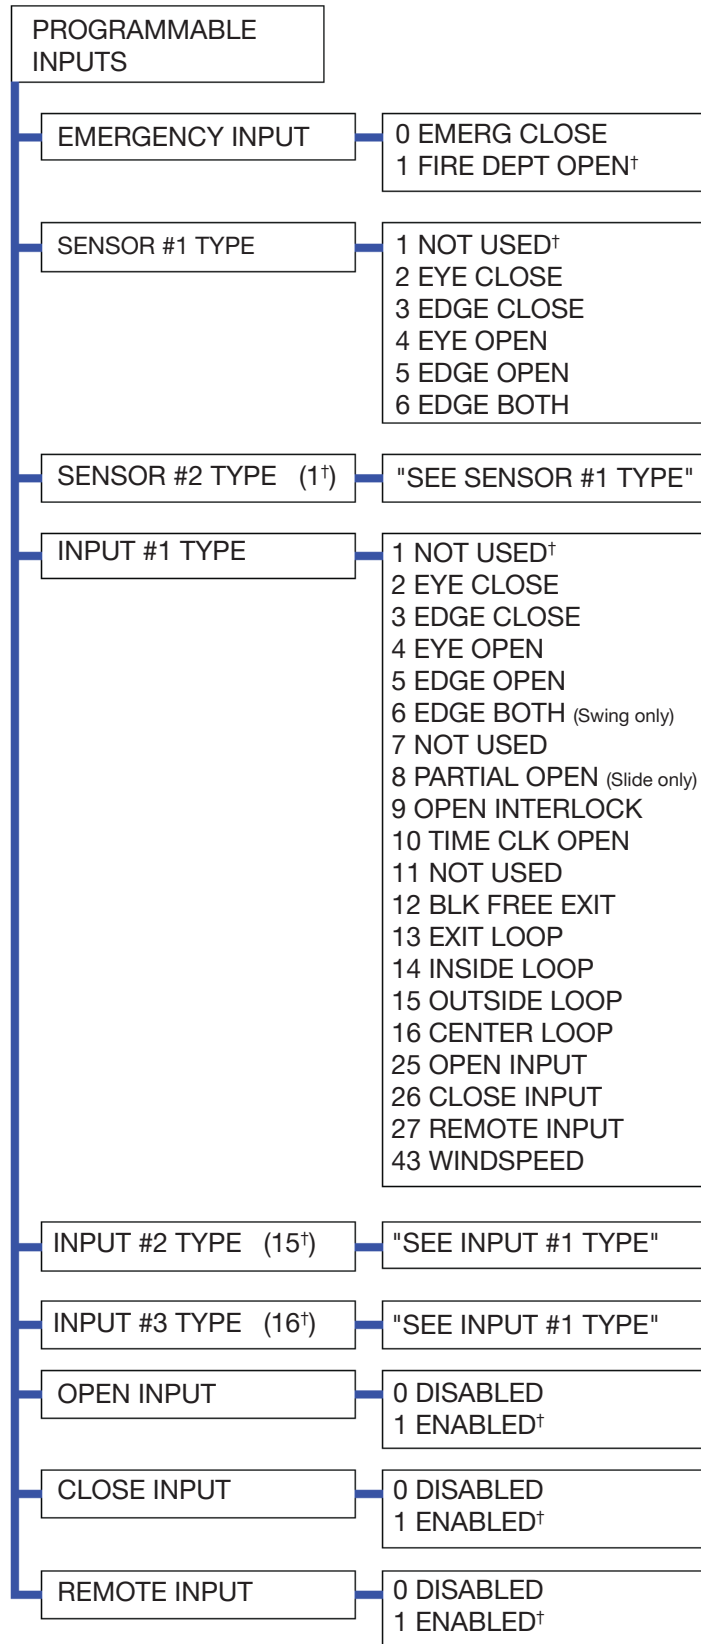 PROGRAMMABLE
INPUTS
EMERGENCY INPUT
0 EMERG CLOSE
1 FIRE DEPT OPEN†
SENSOR #1 TYPE
1 NOT USED†
2 EYE CLOSE
3 EDGE CLOSE
4 EYE OPEN
5 EDGE OPEN
6 EDGE BOTH
SENSOR #2 TYPE (1†)
"SEE SENSOR #1 TYPE"
INPUT #1 TYPE
1 NOT USED†
2 EYE CLOSE
3 EDGE CLOSE
4 EYE OPEN
5 EDGE OPEN
6 EDGE BOTH (Swing only)
7 NOT USED
8 PARTIAL OPEN (Slide only)
9 OPEN INTERLOCK
10 TIME CLK OPEN
11 NOT USED
12 BLK FREE EXIT
13 EXIT LOOP
14 INSIDE LOOP
15 OUTSIDE LOOP
16 CENTER LOOP
25 OPEN INPUT
26 CLOSE INPUT
27 REMOTE INPUT
43 WINDSPEED
INPUT #2 TYPE (15†)
"SEE INPUT #1 TYPE"
INPUT #3 TYPE (16†)
"SEE INPUT #1 TYPE"
OPEN INPUT
0 DISABLED
1 ENABLED†
CLOSE INPUT
0 DISABLED
1 ENABLED†
REMOTE INPUT
0 DISABLED
1 ENABLED†